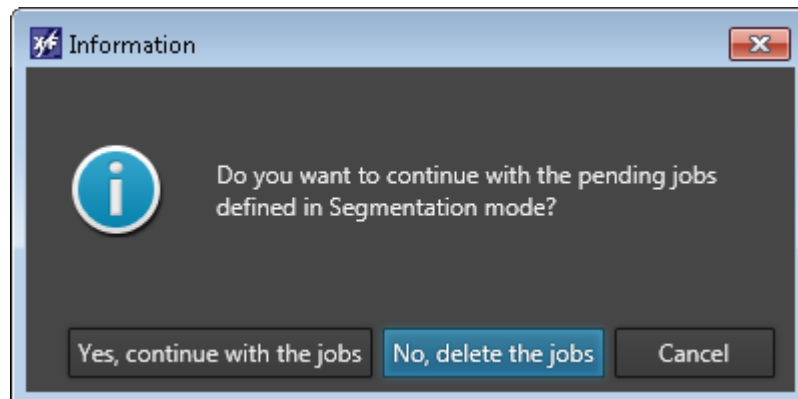 Information
Do you want to continue with the pending jobs
defined in Segmentation mode?
Yes, continue with the jobs No, delete the jobs Cancel